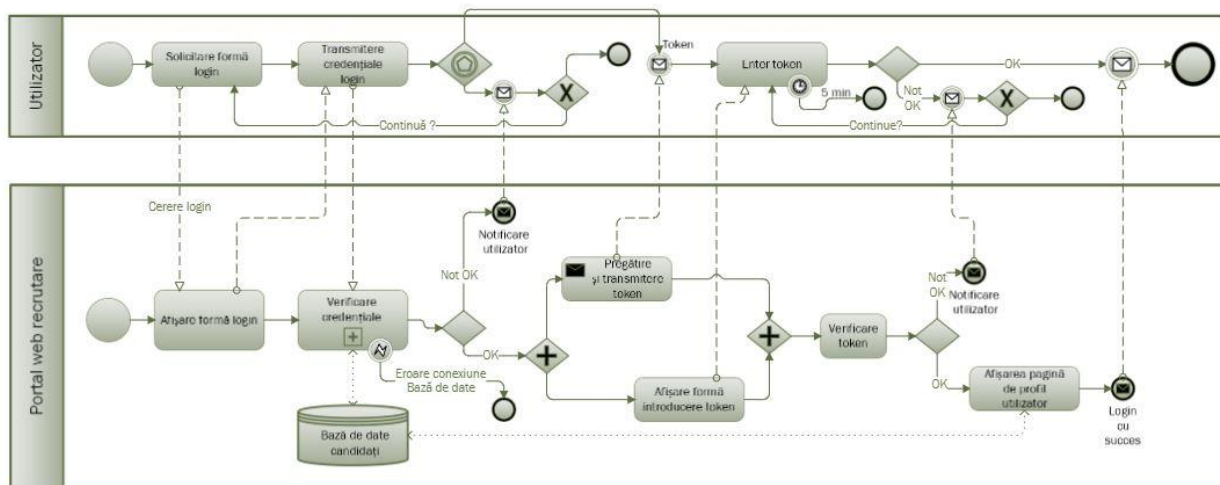 Utilizator
Solicitare formă
login
Transmitere
credențiale
login
Continuă ?
Token
Enter token
5 min
OK
Not
OK
Continue?
Portal web recrutare
Cerere login
Afișare formă login
Verificare
credențiale
Eroare conexiune
Bază de date
Bază de date
candidați
Not OK
OK
Notificare
utilizator
Pregătire
și transmitere
token
Afișare formă
introducere token
Verificare
token
Not
OK
OK
Notificare
utilizator
Afișarea pagină
de profil
utilizator
Login
cu
succes